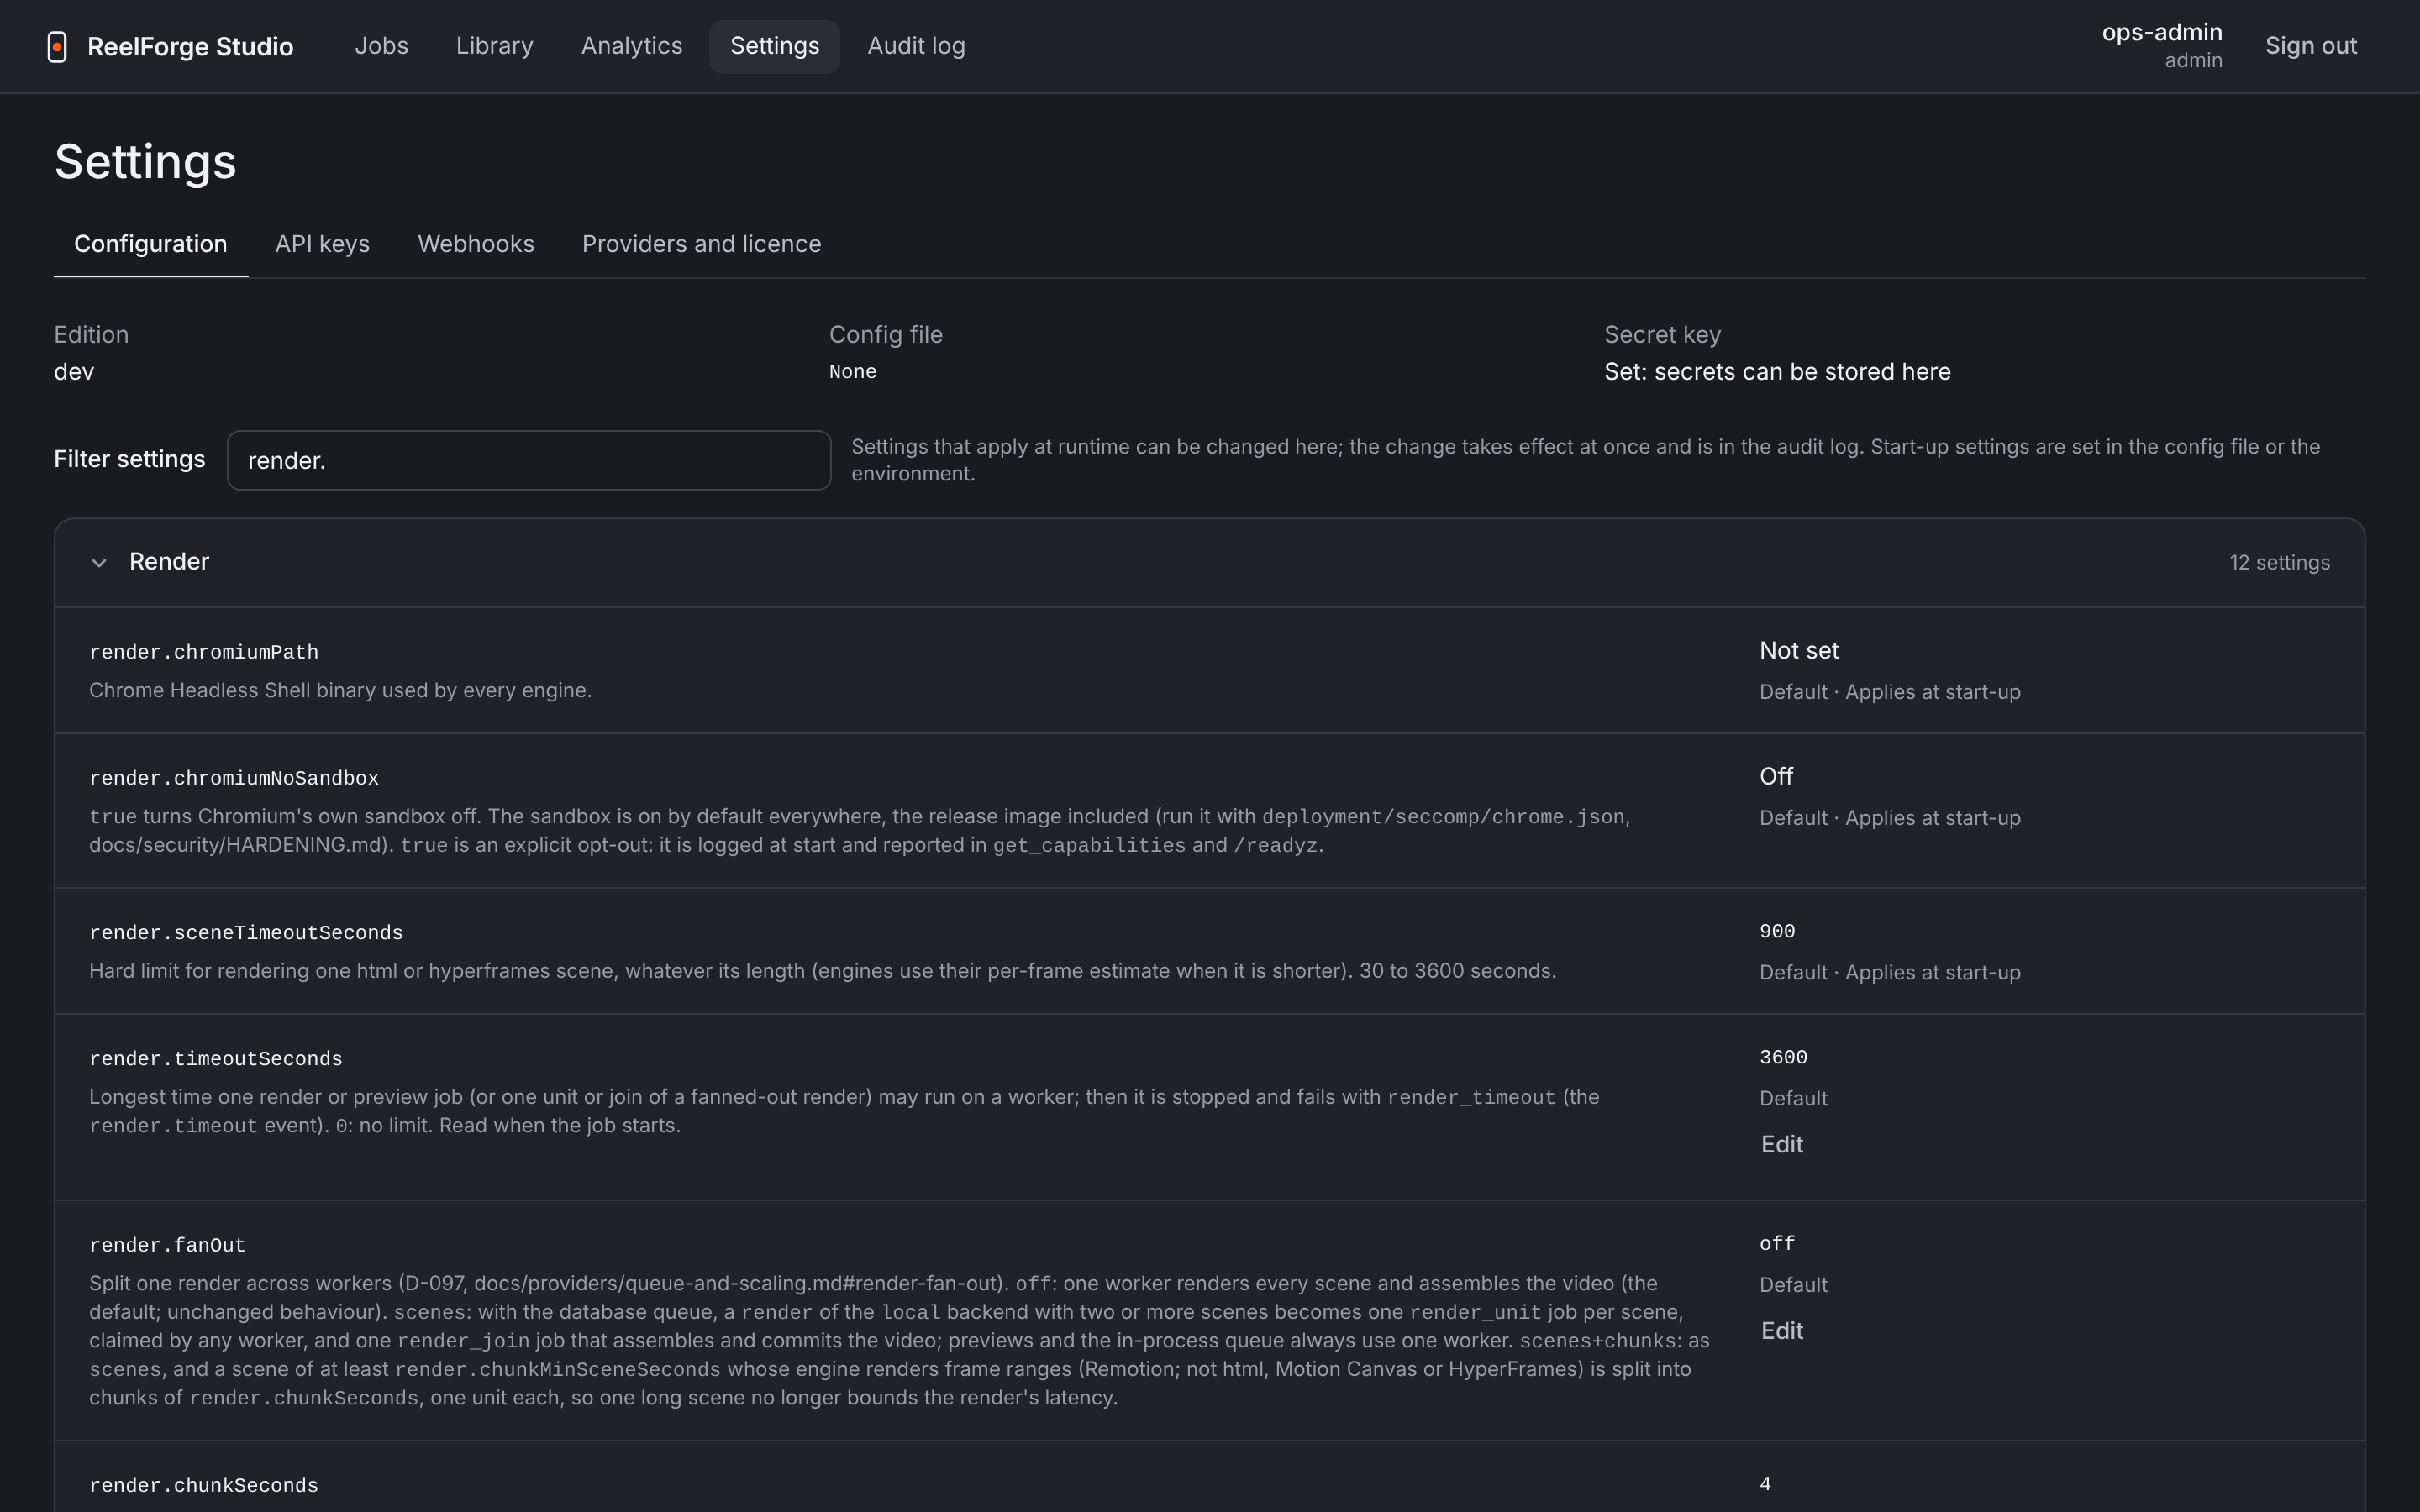 ReelForge Studio
Jobs
Library
Analytics
Settings
Audit log
ops-admin
admin
Sign out
Settings
Configuration
API keys
Webhooks
Providers and licence
Edition
dev
Config file
None
Secret key
Set: secrets can be stored here
Filter settings
render.
Settings that apply at runtime can be changed here; the change takes effect at once and is in the audit log. Start-up settings are set in the config file or the
environment.
Render
12 settings
render.chromiumPath
Chrome Headless Shell binary used by every engine.
Not set
Default · Applies at start-up
render.chromiumNoSandbox
true turns Chromium's own sandbox off. The sandbox is on by default everywhere, the release image included (run it with deployment/seccomp/chrome.json,
docs/security/HARDENING.md). true is an explicit opt-out: it is logged at start and reported in get_capabilities and /readyz.
Off
Default · Applies at start-up
render.sceneTimeoutSeconds
Hard limit for rendering one html or hyperframes scene, whatever its length (engines use their per-frame estimate when it is shorter). 30 to 3600 seconds.
900
Default · Applies at start-up
render.timeoutSeconds
Longest time one render or preview job (or one unit or join of a fanned-out render) may run on a worker; then it is stopped and fails with render_timeout (the
render.timeout event). 0: no limit. Read when the job starts.
3600
Default
Edit
render.fanOut
Split one render across workers (D-097, docs/providers/queue-and-scaling.md#render-fan-out). off: one worker renders every scene and assembles the video (the
default; unchanged behaviour). scenes: with the database queue, a render of the local backend with two or more scenes becomes one render_unit job per scene,
claimed by any worker, and one render_join job that assembles and commits the video; previews and the in-process queue always use one worker. scenes+chunks: as
scenes, and a scene of at least render.chunkMinSceneSeconds whose engine renders frame ranges (Remotion; not html, Motion Canvas or HyperFrames) is split into
chunks of render.chunkSeconds, one unit each, so one long scene no longer bounds the render's latency.
off
Default
Edit
render.chunkSeconds
4